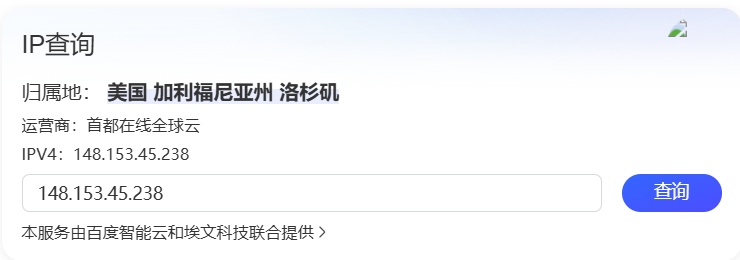 IP查询
归属地： 美国 加利福尼亚州 洛杉矶
运营商：首都在线全球云
IPV4：148.153.45.238
148.153.45.238 查询
本服务由百度智能云和埃文科技联合提供 >